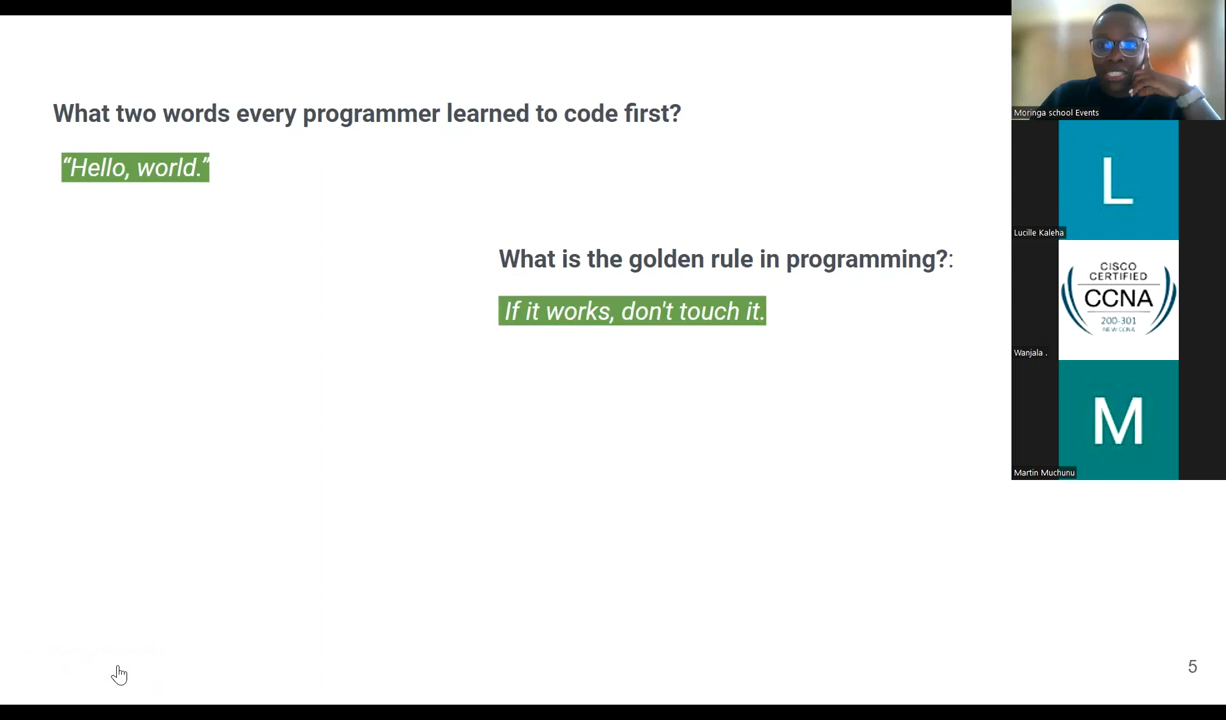 What two words every programmer learned to code first?
“Hello, world.”
What is the golden rule in programming?:
If it works, don't touch it.
5
Moringa school Events
L
Lucille Kaleha
CISCO
CERTIFIED
CCNA
200-301
NEW CCNA
Wanjala .
M
Martin Muchunu